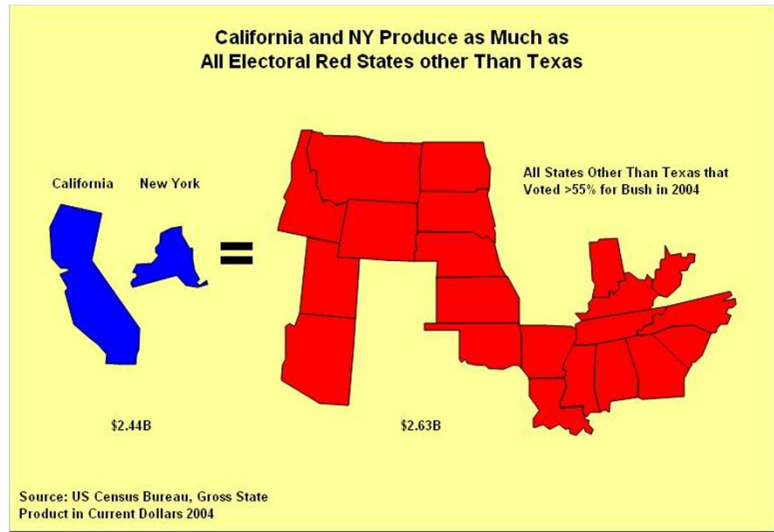 California and NY Produce as Much as
All Electoral Red States other Than Texas
California
New York
All States Other Than Texas that
Voted >55% for Bush in 2004
$2.44B
$2.63B
Source: US Census Bureau, Gross State
Product in Current Dollars 2004